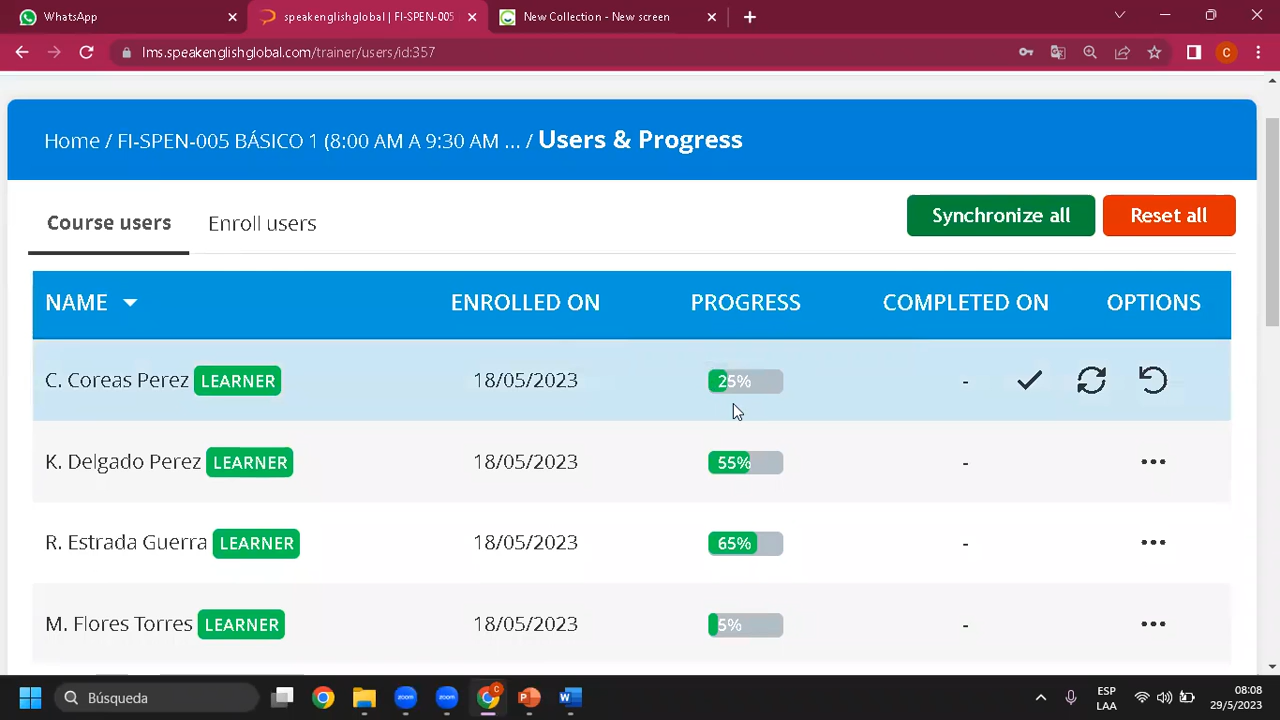 WhatsApp
speakenglishglobal | FI-SPEN-005
New Collection - New screen
lms.speakenglishglobal.com/trainer/users/id:357
C
Home / FI-SPEN-005 BÁSICO 1 (8:00 AM A 9:30 AM ... / Users & Progress
Course users
Enroll users
Synchronize all
Reset all
NAME ENROLLED ON PROGRESS COMPLETED ON OPTIONS
C. Coreas Perez LEARNER 18/05/2023 25% -
K. Delgado Perez LEARNER 18/05/2023 55% - ...
R. Estrada Guerra LEARNER 18/05/2023 65% - ...
M. Flores Torres LEARNER 18/05/2023 5% - ...
Búsqueda
zoom
zoom
C
ESP
LAA
08:08
29/5/2023